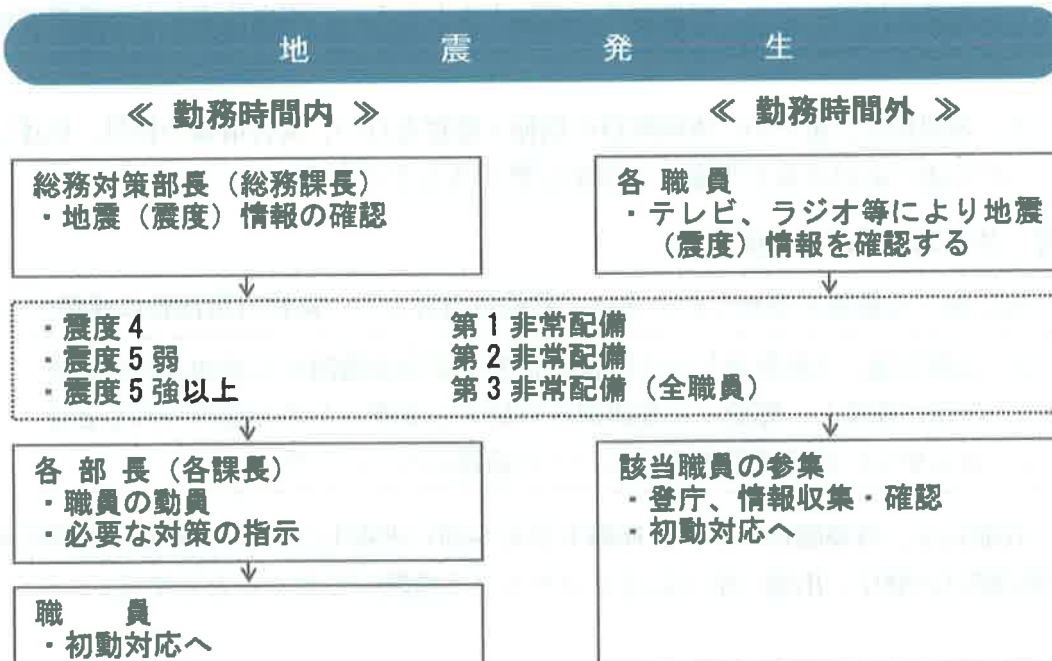 地震発生
≪ 勤務時間内 ≫
総務対策部長（総務課長）
・地震（震度）情報の確認
≪ 勤務時間外 ≫
各 職員
・テレビ、ラジオ等により地震
（震度）情報を確認する
・震度4 第1非常配備
・震度5弱 第2非常配備
・震度5強以上 第3非常配備（全職員）
各 部 長（各課長）
・職員の動員
必要な対策の指示
職 員
・初動対応へ
該当職員の参集
・登庁、情報収集・確認
・初動対応へ